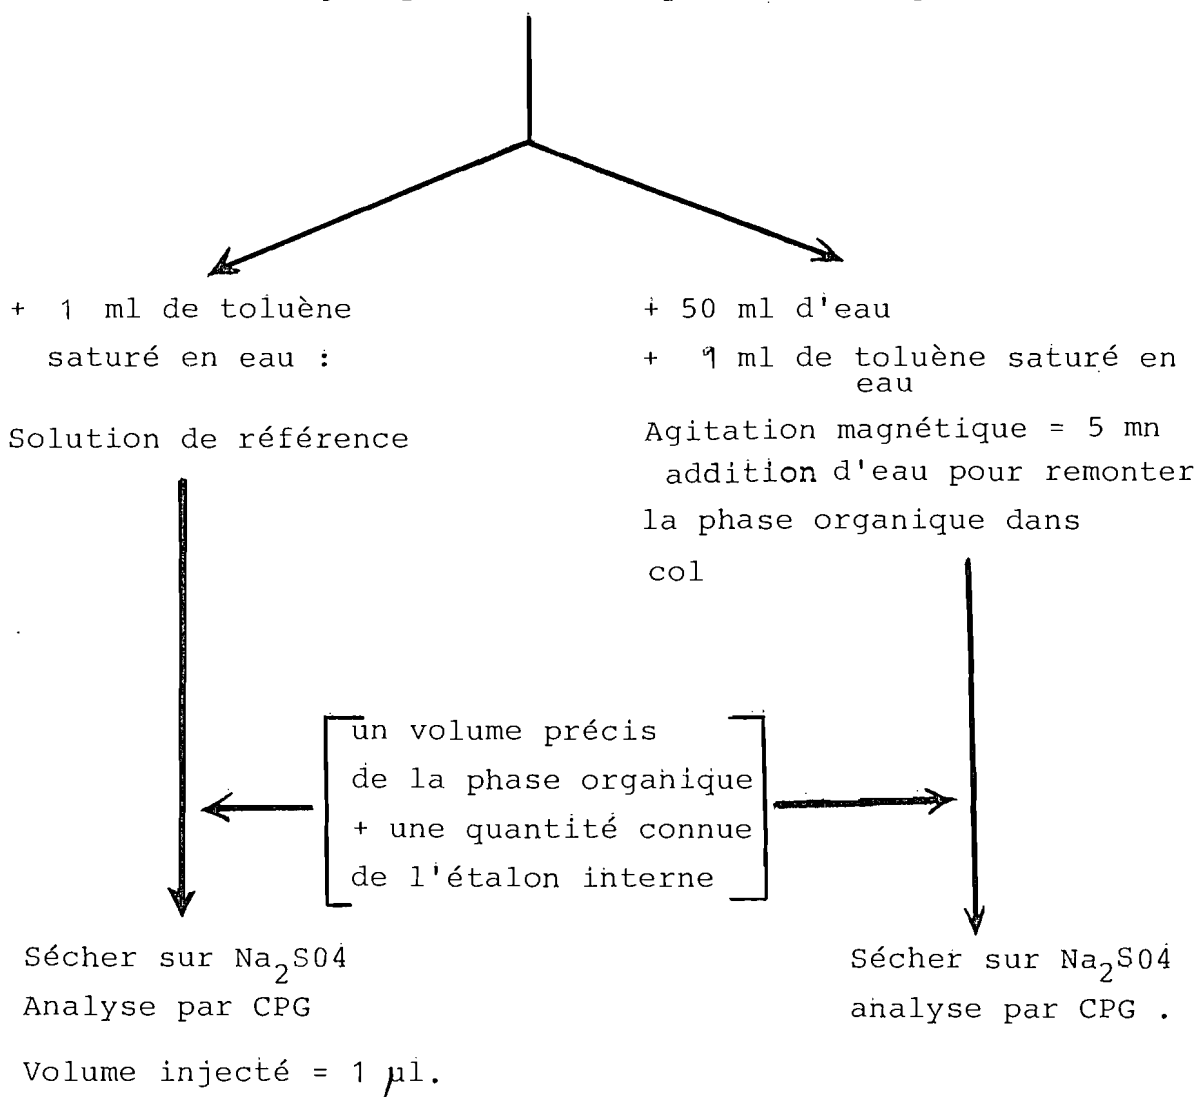 + 1 ml de toluène
saturé en eau :
Solution de référence
+ 50 ml d'eau
+ 1 ml de toluène saturé en
eau
Agitation magnétique = 5 mn
addition d'eau pour remonter
la phase organique dans
col
un volume précis
de la phase organique
+ une quantité connue
de l'étalon interne
Sécher sur Na2SO4
Analyse par CPG
Volume injecté = 1 µl.
Sécher sur Na2SO4
analyse par CPG .